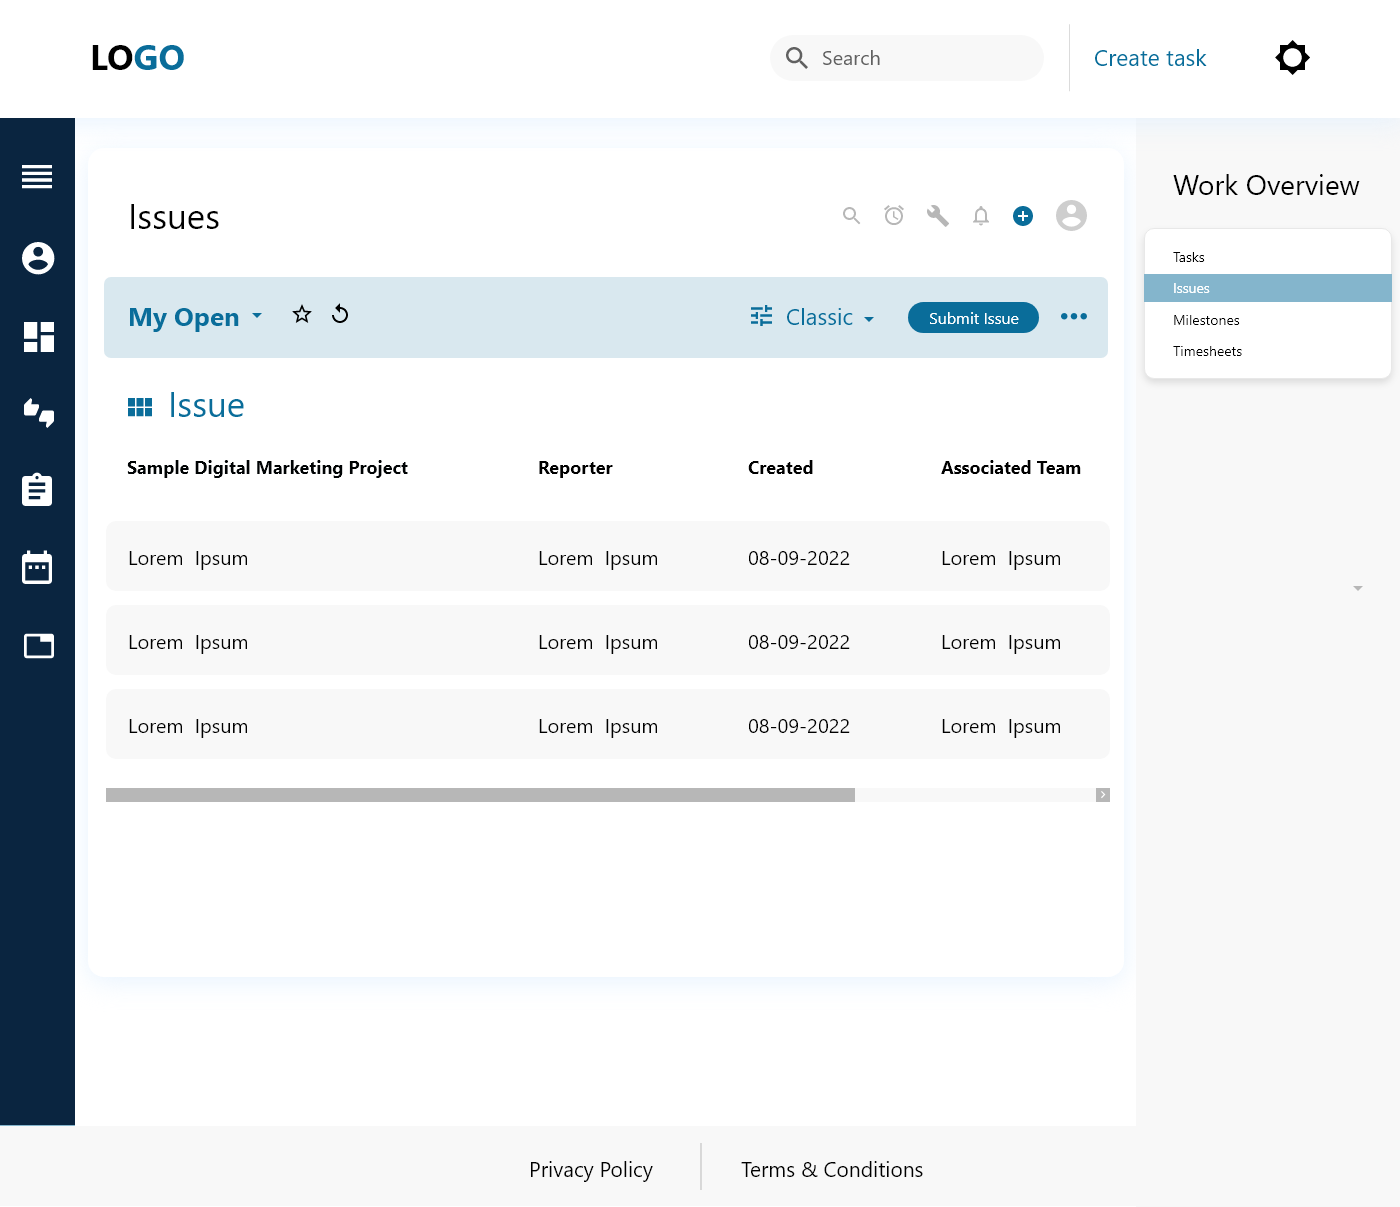 LOGO
Search
Create task
Issues
Work Overview
Tasks
Issues
Milestones
Timesheets
My Open
Classic
Submit Issue
Issue
Sample Digital Marketing Project Reporter Created Associated Team
Lorem Ipsum Lorem Ipsum 08-09-2022 Lorem Ipsum
Lorem Ipsum Lorem Ipsum 08-09-2022 Lorem Ipsum
Lorem Ipsum Lorem Ipsum 08-09-2022 Lorem Ipsum
Privacy Policy
Terms & Conditions